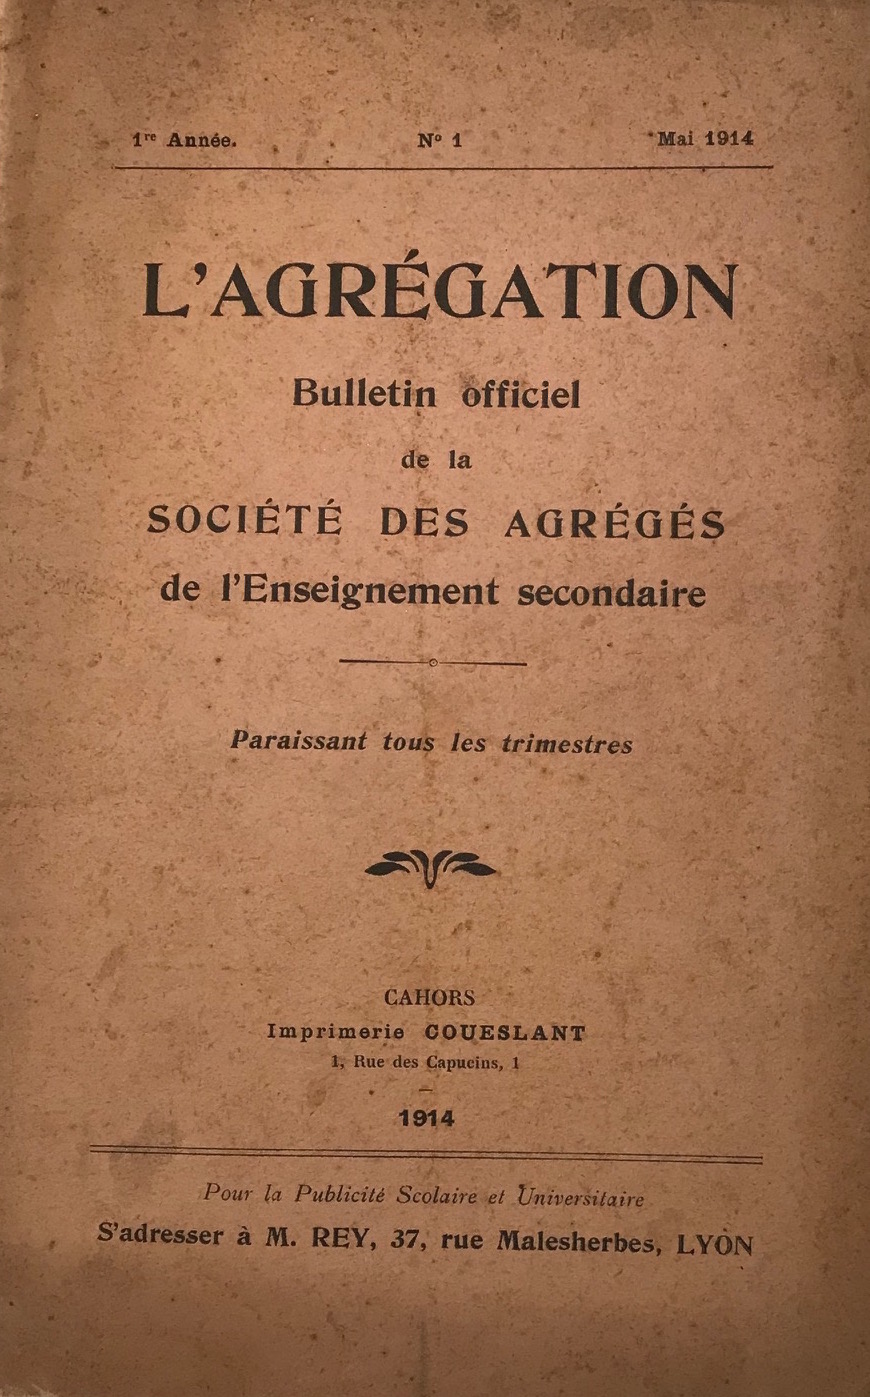 1re Année. N° 1 Mai 1914
L'AGRÉGATION
Bulletin officiel
de la
SOCIÉTÉ DES AGRÉGÉS
de l'Enseignement secondaire
Paraissant tous les trimestres
CAHORS
Imprimerie COUESLANT
1, Rue des Capucins, 1
1914
Pour la Publicité Scolaire et Universitaire
S'adresser à M. REY, 37, rue Malesherbes, LYON